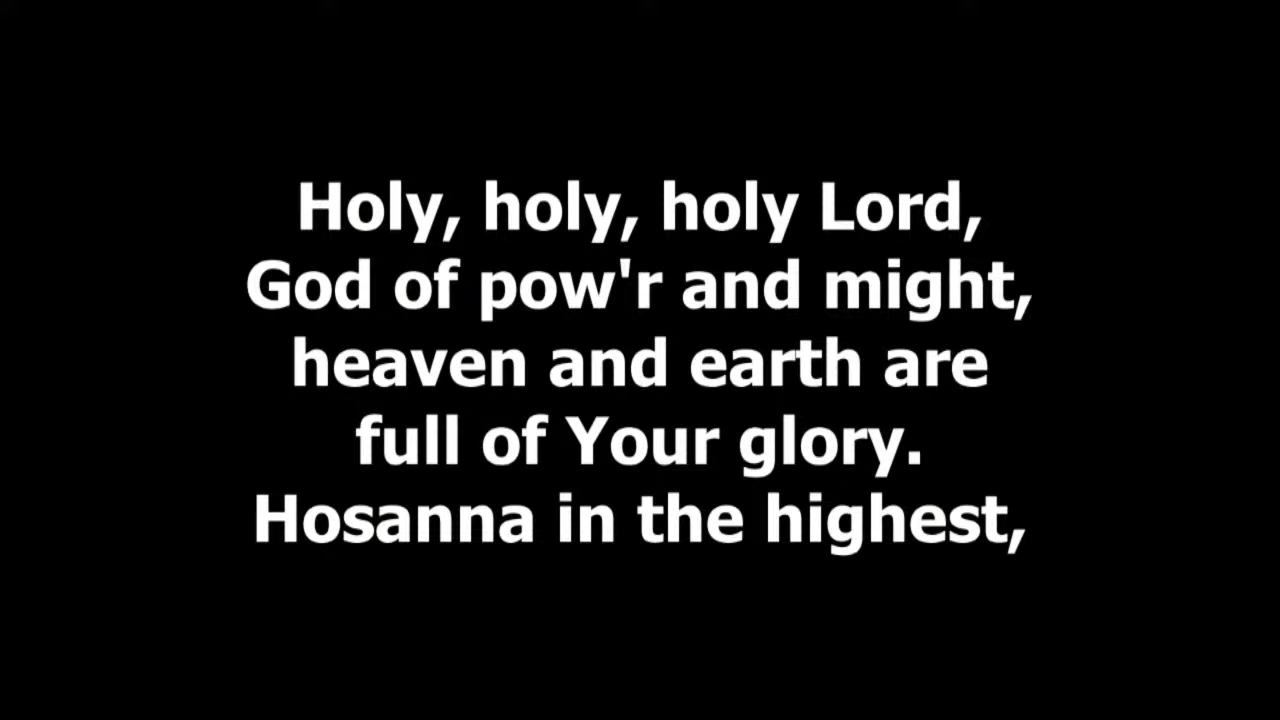 Holy, holy, holy Lord,
God of pow'r and might,
heaven and earth are
full of Your glory.
Hosanna in the highest,